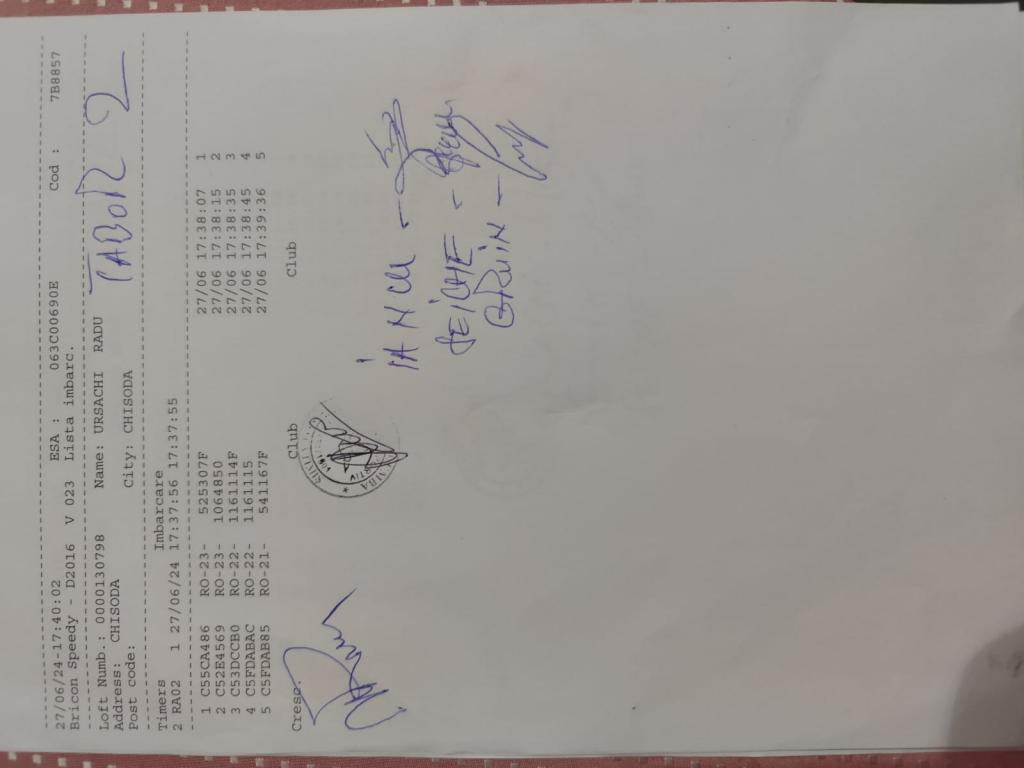 27/06/24-17:40:02 ESA : 063C00690E Cod : 7B8857
Bricon Speedy - D2016 V 023 Lista imbarc.
Loft Numb.: 0000130798 Name: URSACHI RADU
Address: CHISODA
Post code: City: CHISODA
TABOR 2
Timers Imbarcare
2 RA02 1 27/06/24 17:37:56 17:37:55
1 C55CA486 RO-23- 525307F 27/06 17:38:07 1
2 C52E4569 RO-23- 1064850 27/06 17:38:15 2
3 C53DCCB0 RO-22- 1161114F 27/06 17:38:35 3
4 C5FDABAC RO-22- 1161115 27/06 17:38:45 4
5 C5FDAB85 RO-21- 541167F 27/06 17:39:36 5
Cresc. Club Club
IANCU -